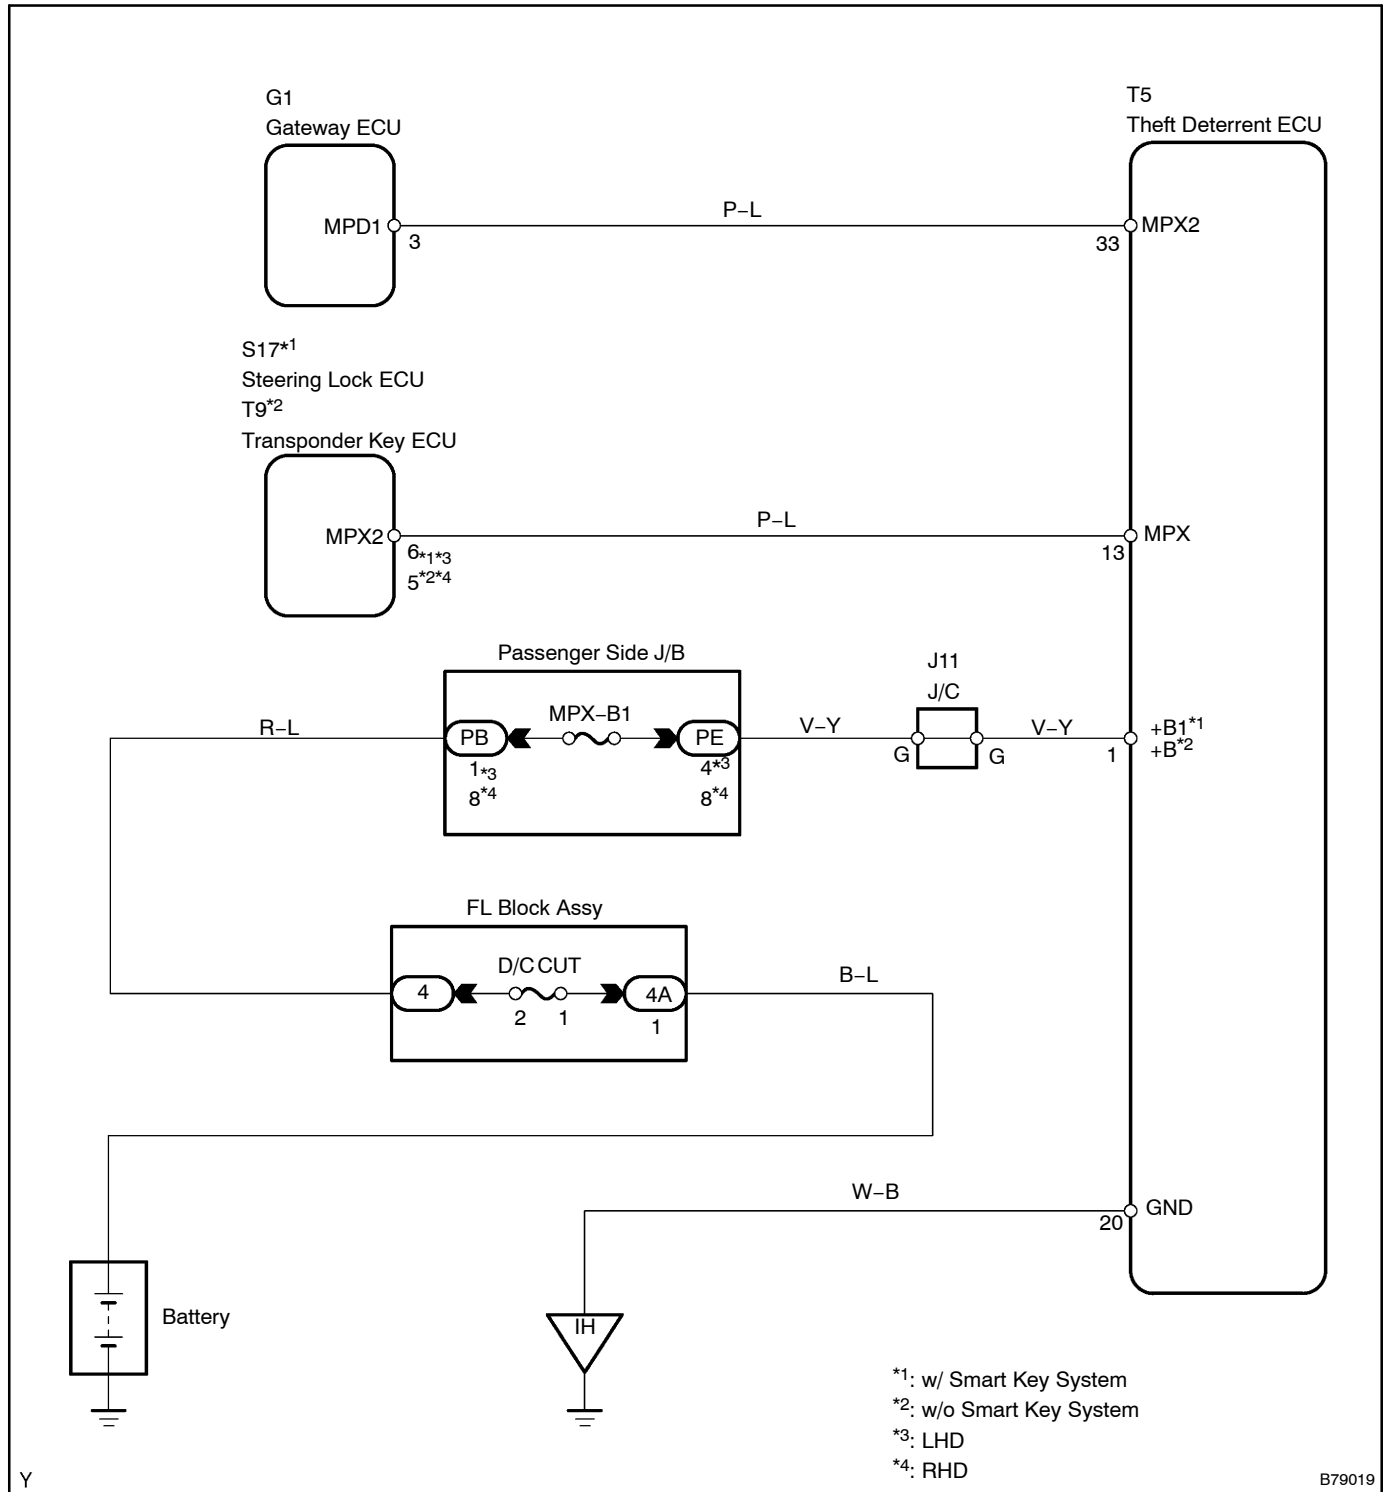 G1
Gateway ECU
T5
Theft Deterrent ECU
MPD1
3
P–L
33
MPX2
S17*1
Steering Lock ECU
T9*2
Transponder Key ECU
MPX2
6*1*3
5*2*4
P–L
13
MPX
Passenger Side J/B
J11
J/C
R–L
PB
MPX–B1
PE
V–Y
G
G
V–Y
1
+B1*1
+B*2
1*3
8*4
4*3
8*4
FL Block Assy
4
D/C CUT
2
1
4A
1
B–L
W–B
20
GND
Battery
IH
*1: w/ Smart Key System
*2: w/o Smart Key System
*3: LHD
*4: RHD
Y
B79019